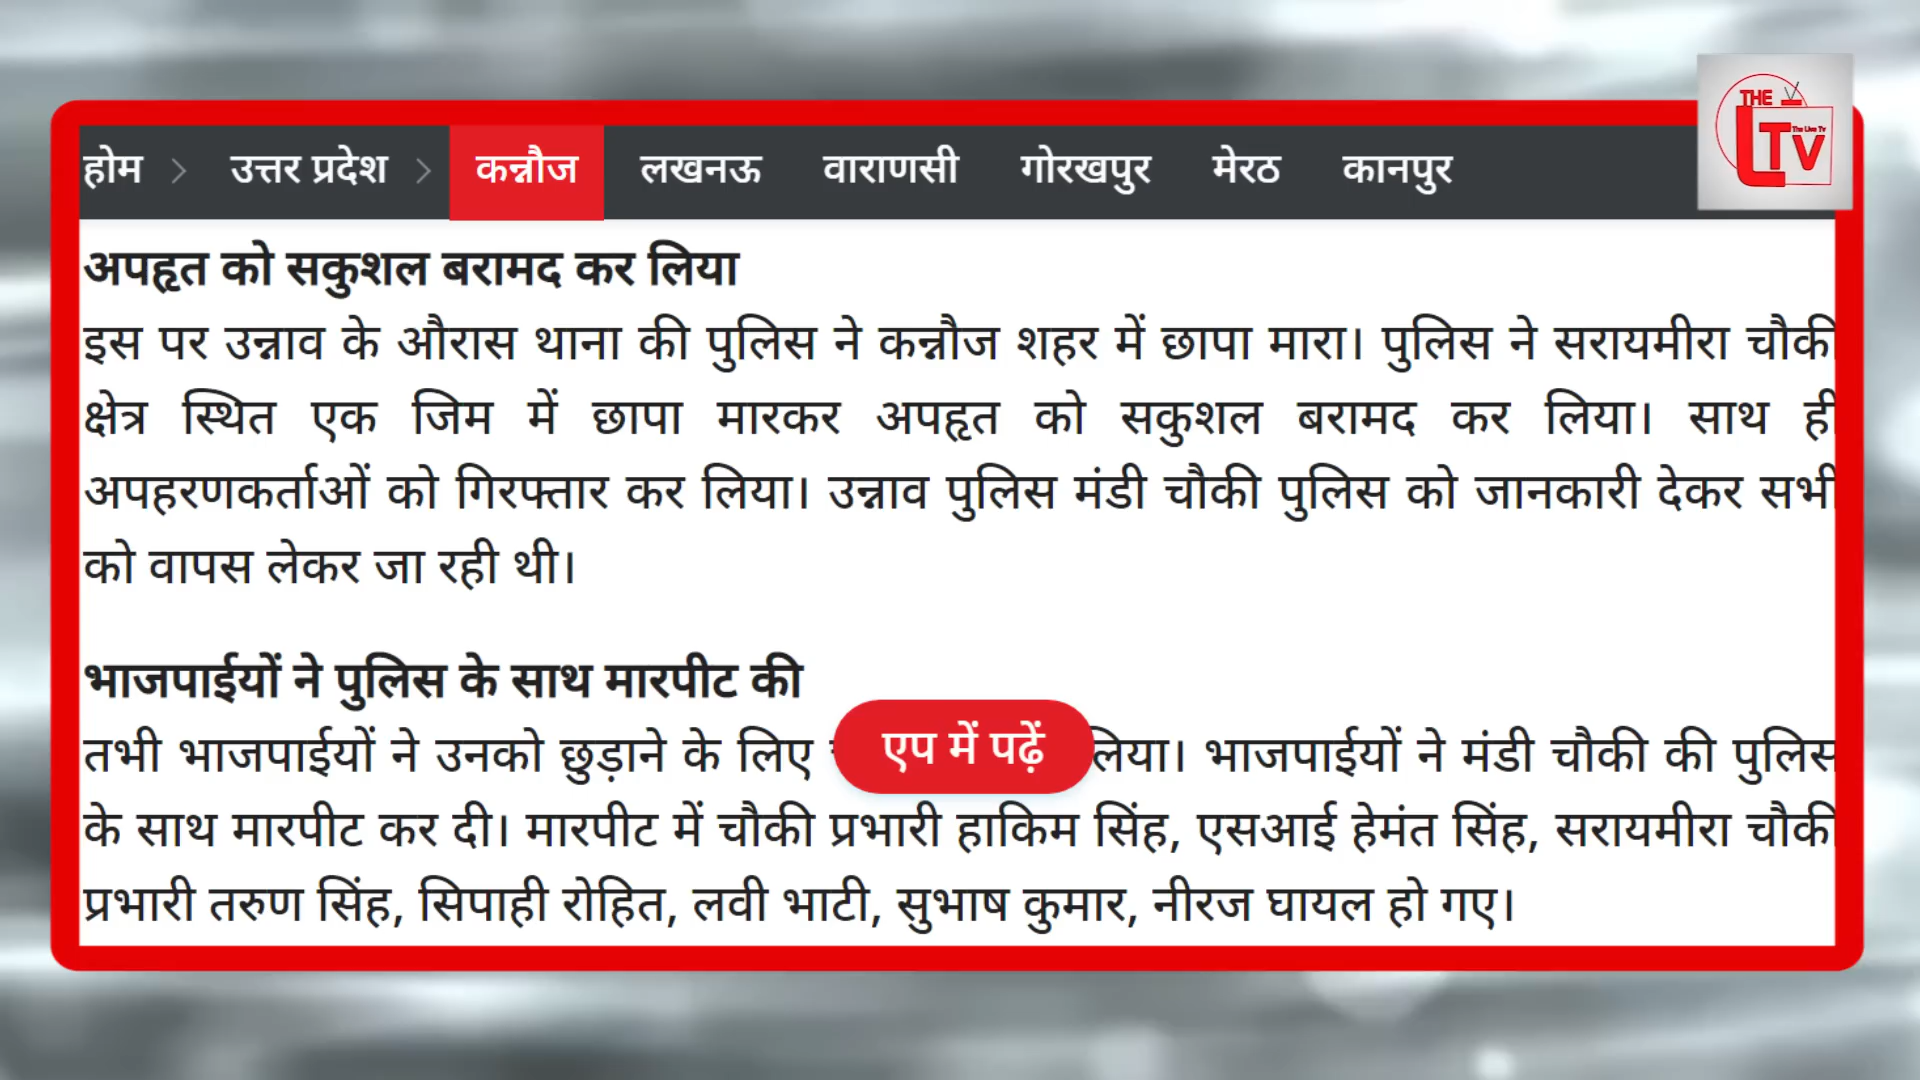 THE
LTV
The Live Tv
होम > उत्तर प्रदेश > कन्नौज लखनऊ वाराणसी गोरखपुर मेरठ कानपुर
अपहृत को सकुशल बरामद कर लिया
इस पर उन्नाव के औरास थाना की पुलिस ने कन्नौज शहर में छापा मारा। पुलिस ने सरायमीरा चौकी
क्षेत्र स्थित एक जिम में छापा मारकर अपहृत को सकुशल बरामद कर लिया। साथ ही
अपहरणकर्ताओं को गिरफ्तार कर लिया। उन्नाव पुलिस मंडी चौकी पुलिस को जानकारी देकर सभी
को वापस लेकर जा रही थी।
भाजपाईयों ने पुलिस के साथ मारपीट की
तभी भाजपाईयों ने उनको छुड़ाने के लिए लिया। भाजपाईयों ने मंडी चौकी की पुलिस
एप में पढ़ें
के साथ मारपीट कर दी। मारपीट में चौकी प्रभारी हाकिम सिंह, एसआई हेमंत सिंह, सरायमीरा चौकी
प्रभारी तरुण सिंह, सिपाही रोहित, लवी भाटी, सुभाष कुमार, नीरज घायल हो गए।